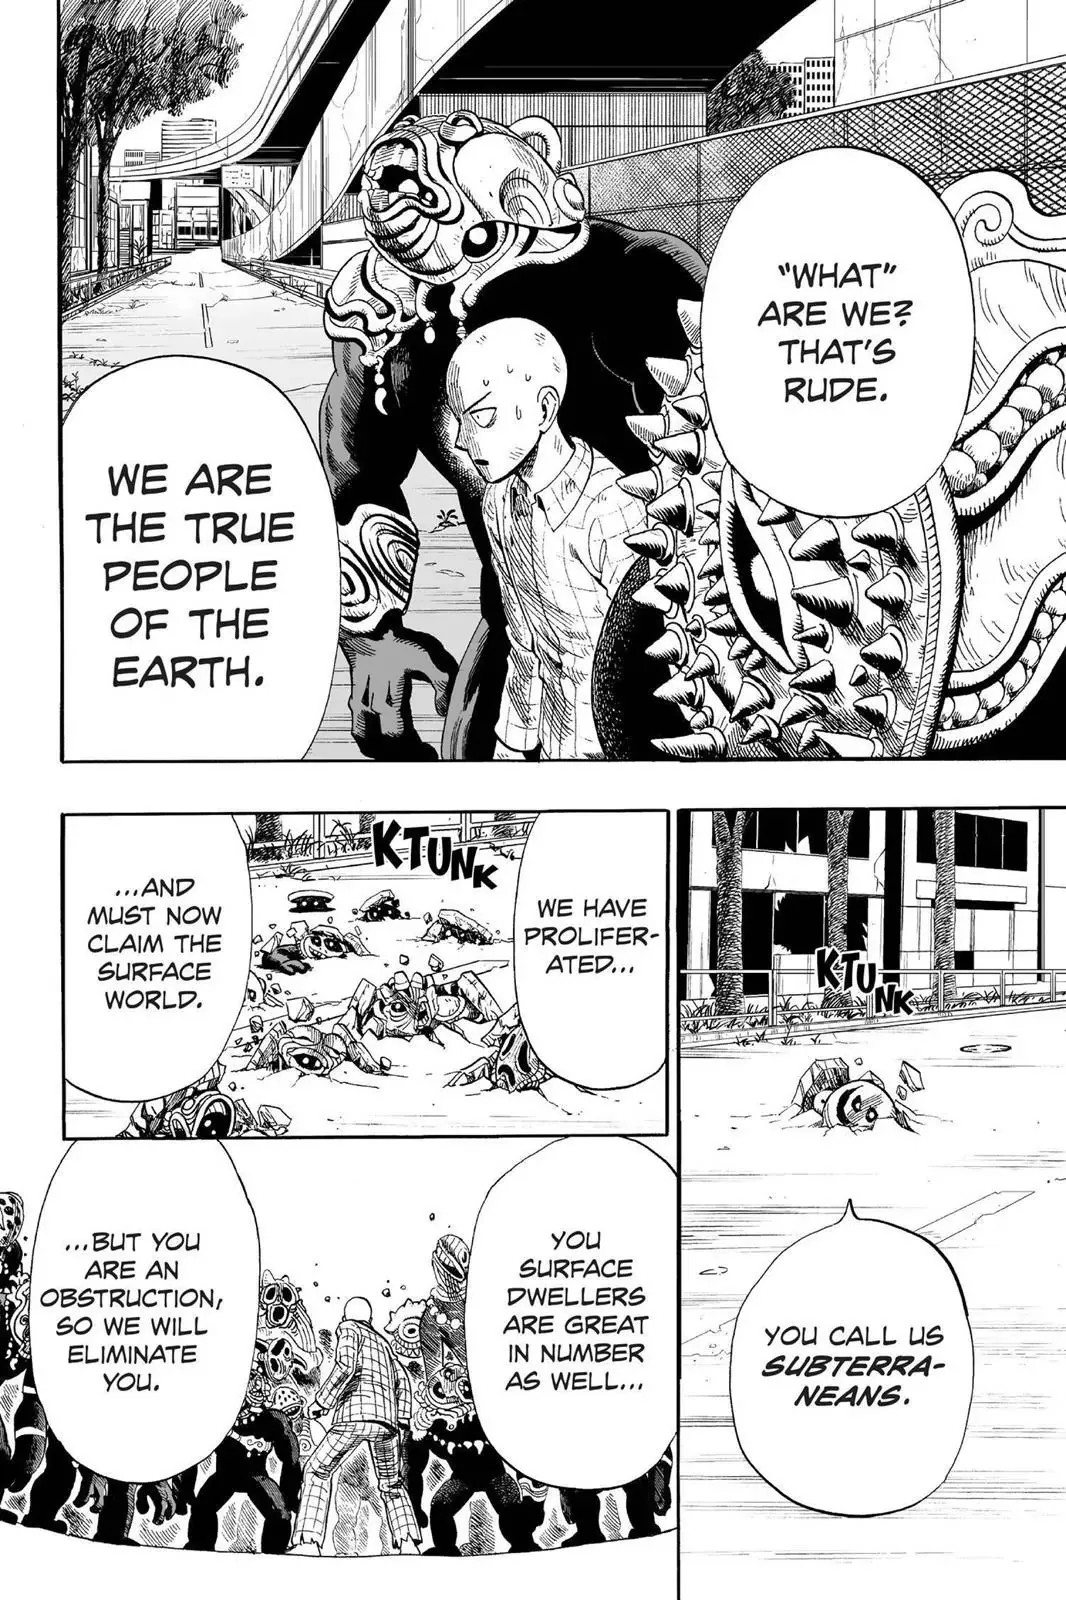 "WHAT"
ARE WE?
THAT'S
RUDE.
WE ARE
THE TRUE
PEOPLE
OF THE
EARTH.
KTUNK
YOU CALL US
SUBTERRA-
NEANS.
KTUNK
WE HAVE
PROLIFER-
ATED...
...AND
MUST NOW
CLAIM THE
SURFACE
WORLD.
YOU
SURFACE
DWELLERS
ARE GREAT
IN NUMBER
AS WELL...
...BUT YOU
ARE AN
OBSTRUCTION,
SO WE WILL
ELIMINATE
YOU.